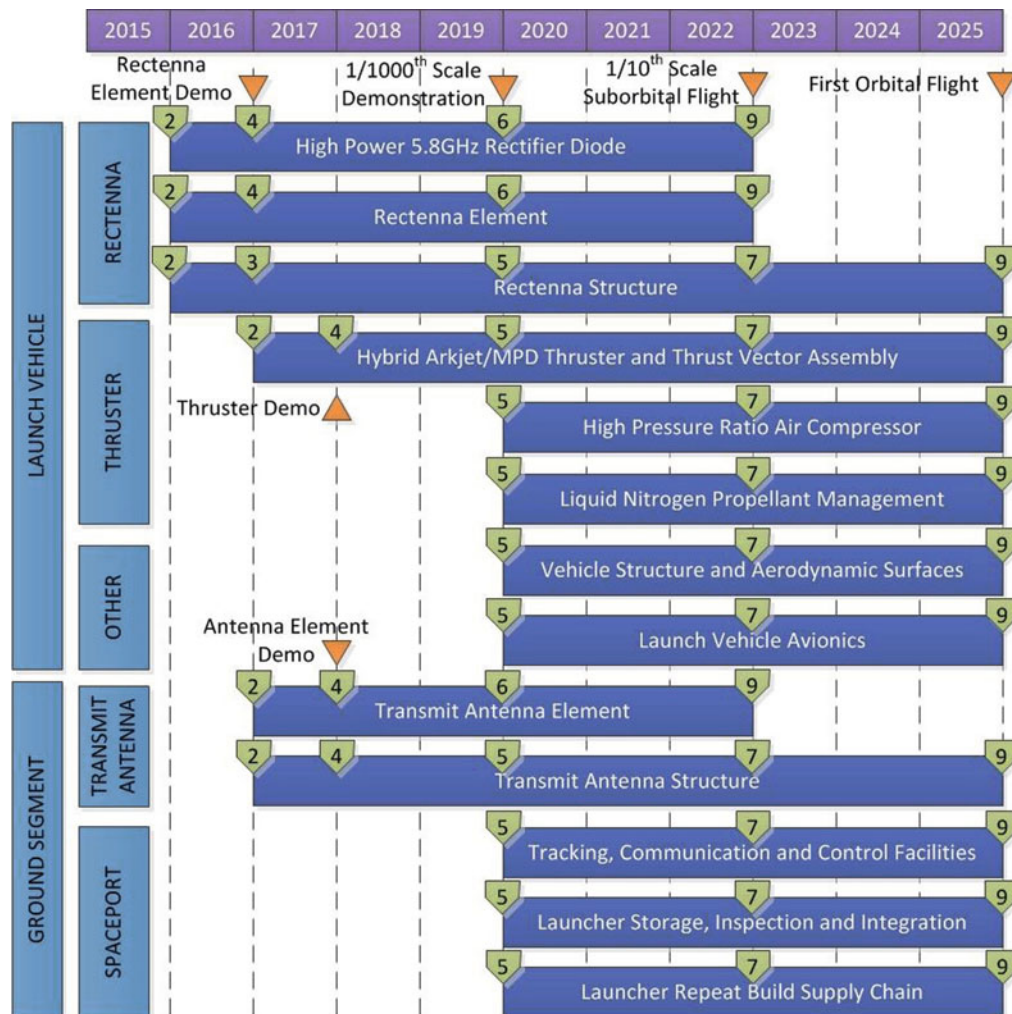 2015 2016 2017 2018 2019 2020 2021 2022 2023 2024 2025
Rectenna
Element Demo
1/1000th Scale
Demonstration
1/10th Scale
Suborbital Flight
First Orbital Flight
LAUNCH VEHICLE
RECTENNA
2 4 6 9
High Power 5.8GHz Rectifier Diode
2 4 6 9
Rectenna Element
2 3 5 7 9
Rectenna Structure
THRUSTER
2 4 5 7 9
Hybrid Arkjet/MPD Thruster and Thrust Vector Assembly
Thruster Demo
5 7 9
High Pressure Ratio Air Compressor
5 7 9
Liquid Nitrogen Propellant Management
OTHER
5 7 9
Vehicle Structure and Aerodynamic Surfaces
5 7 9
Launch Vehicle Avionics
Antenna Element
Demo
GROUND SEGMENT
TRANSMIT
ANTENNA
2 4 6 9
Transmit Antenna Element
2 4 5 7 9
Transmit Antenna Structure
SPACEPORT
5 7 9
Tracking, Communication and Control Facilities
5 7 9
Launcher Storage, Inspection and Integration
5 7 9
Launcher Repeat Build Supply Chain